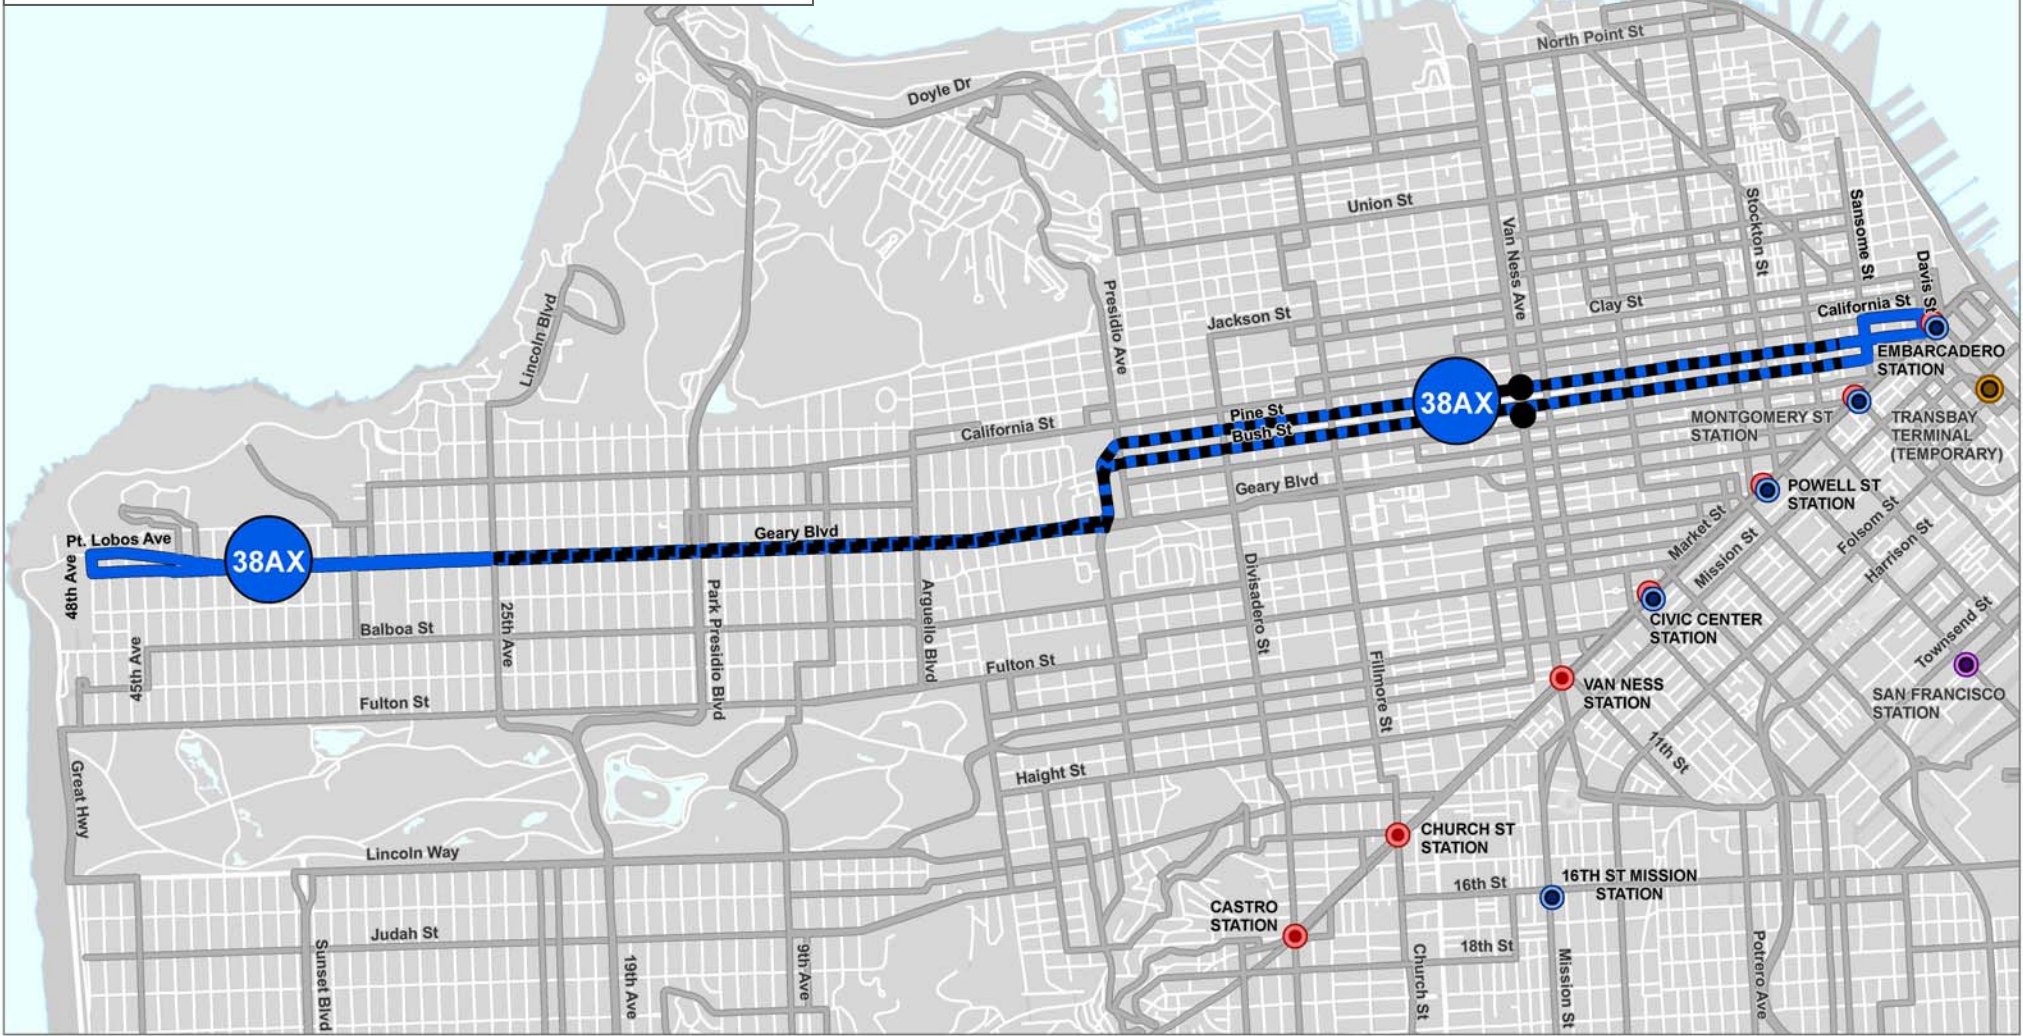 North Point St
Doyle Dr
Union St
Stockton St
Sansome St
Van Ness Ave
Davis St
Presidio Ave
Lincoln Blvd
Jackson St
Clay St
California St
EMBARCADERO
STATION
38AX
Pine St
Bush St
California St
MONTGOMERY ST
STATION
TRANSBAY
TERMINAL
(TEMPORARY)
Geary Blvd
POWELL ST
STATION
Geary Blvd
Pt. Lobos Ave
38AX
48th Ave
Market St
Mission St
Folsom St
Harrison St
Townsend St
Balboa St
45th Ave
25th Ave
Park Presidio Blvd
Arguello Blvd
Divisadero St
CIVIC CENTER
STATION
Fulton St
Fillmore St
VAN NESS
STATION
SAN FRANCISCO
STATION
Fulton St
11th St
Great Hwy
Haight St
CHURCH ST
STATION
Lincoln Way
16th St
16TH ST MISSION
STATION
CASTRO
STATION
Judah St
18th St
Sunset Blvd
19th Ave
9th Ave
Church St
Mission St
Potrero Ave